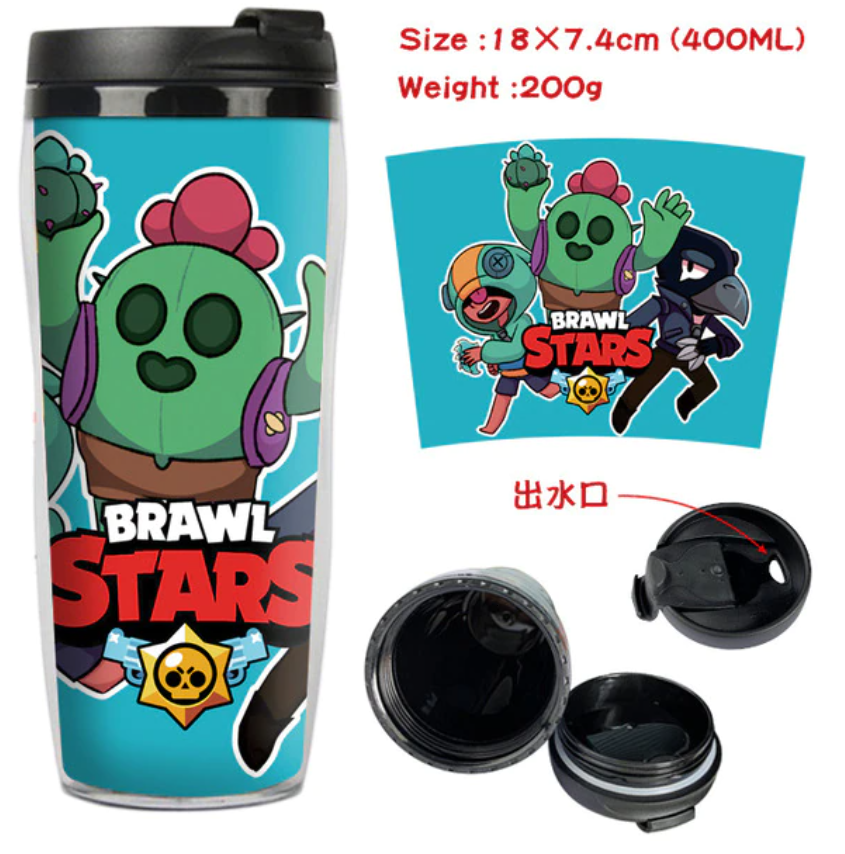 Size :18×7.4cm (400ML)
Weight :200g
BRAWL
STARS
BRAWL
STARS
出水口